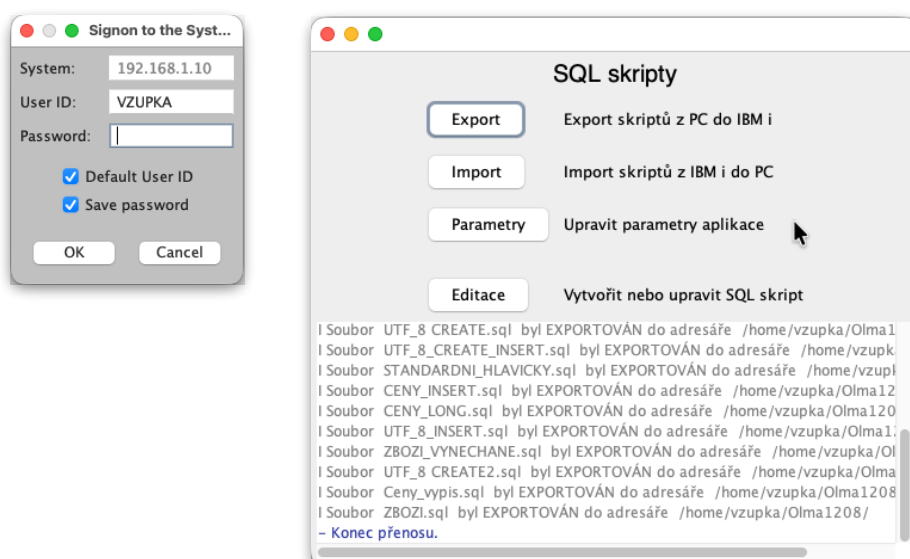 Signon to the Syst...
System: 192.168.1.10
User ID: VZUPKA
Password:
Default User ID
Save password
OK Cancel
SQL skripty
Export Export skriptů z PC do IBM i
Import Import skriptů z IBM i do PC
Parametry Upravit parametry aplikace
Editace Vytvořit nebo upravit SQL skript
I Soubor UTF_8 CREATE.sql byl EXPORTOVÁN do adresáře /home/vzupka/Olma1
I Soubor UTF_8_CREATE_INSERT.sql byl EXPORTOVÁN do adresáře /home/vzupk
I Soubor STANDARDNI_HLAVICKY.sql byl EXPORTOVÁN do adresáře /home/vzupk
I Soubor CENY_INSERT.sql byl EXPORTOVÁN do adresáře /home/vzupka/Olma12
I Soubor CENY_LONG.sql byl EXPORTOVÁN do adresáře /home/vzupka/Olma120
I Soubor UTF_8_INSERT.sql byl EXPORTOVÁN do adresáře /home/vzupka/Olma1
I Soubor ZBOZI_VYNECHANE.sql byl EXPORTOVÁN do adresáře /home/vzupka/Ol
I Soubor UTF_8 CREATE2.sql byl EXPORTOVÁN do adresáře /home/vzupka/Olma
I Soubor Ceny_vypis.sql byl EXPORTOVÁN do adresáře /home/vzupka/Olma1208
I Soubor ZBOZI.sql byl EXPORTOVÁN do adresáře /home/vzupka/Olma1208/
– Konec přenosu.